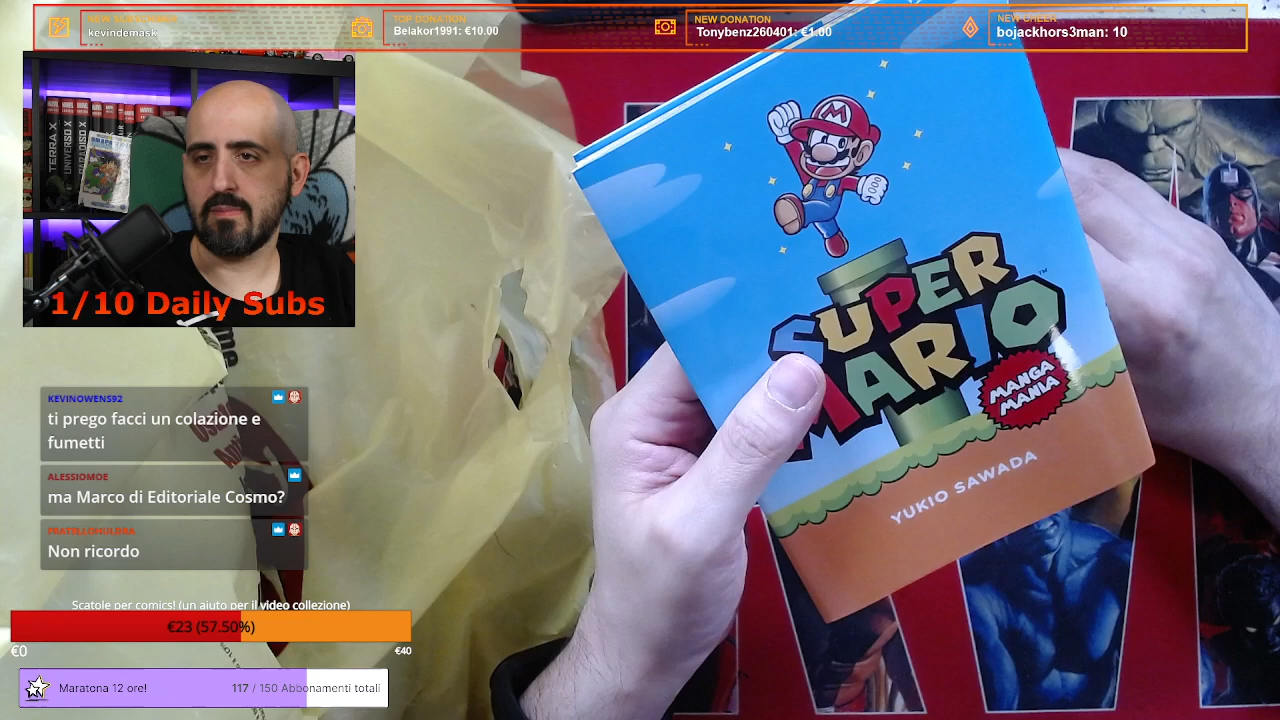 NEW SUBSCRIBER
kevindemask
TOP DONATION
Belakor1991: €10.00
NEW DONATION
Tonybenz260401: €1.00
NEW CHEER
bojackhors3man: 10
TERRA X
UNIVERSO X
PARADISO X
1/10 Daily Subs
SUPER
MARIO
™
MANGA
MANIA
YUKIO SAWADA
KEVINOWENS92
ti prego facci un colazione e
fumetti
ALESSIOMOE
ma Marco di Editoriale Cosmo?
Non ricordo
Scatole per comics! (un aiuto per il video collezione)
€23 (57.50%)
€0
€40
Maratona 12 ore!
117 / 150 Abbonamenti totali